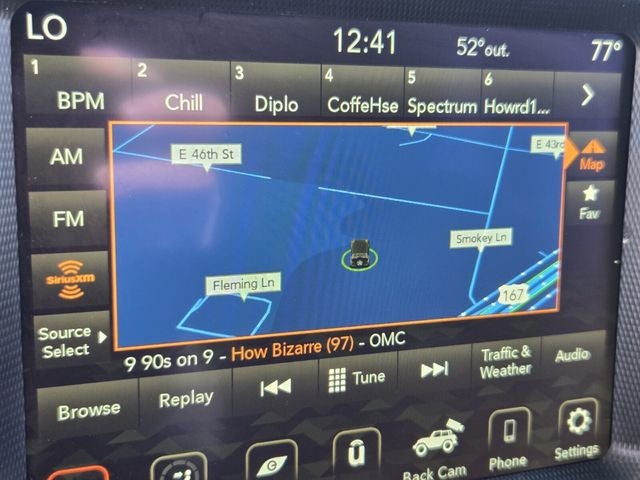 LO
12:41
52° out.
77°
1 BPM
2 Chill
3 Diplo
4 CoffeHse
5 Spectrum
6 Howrd1...
AM
FM
SiriusXM
Source Select
E 46th St
E 43rd
Smokey Ln
Fleming Ln
167
Map
Fav
9 90s on 9 - How Bizarre (97) - OMC
Browse
Replay
Tune
Traffic & Weather
Audio
Back Cam
Phone
Settings